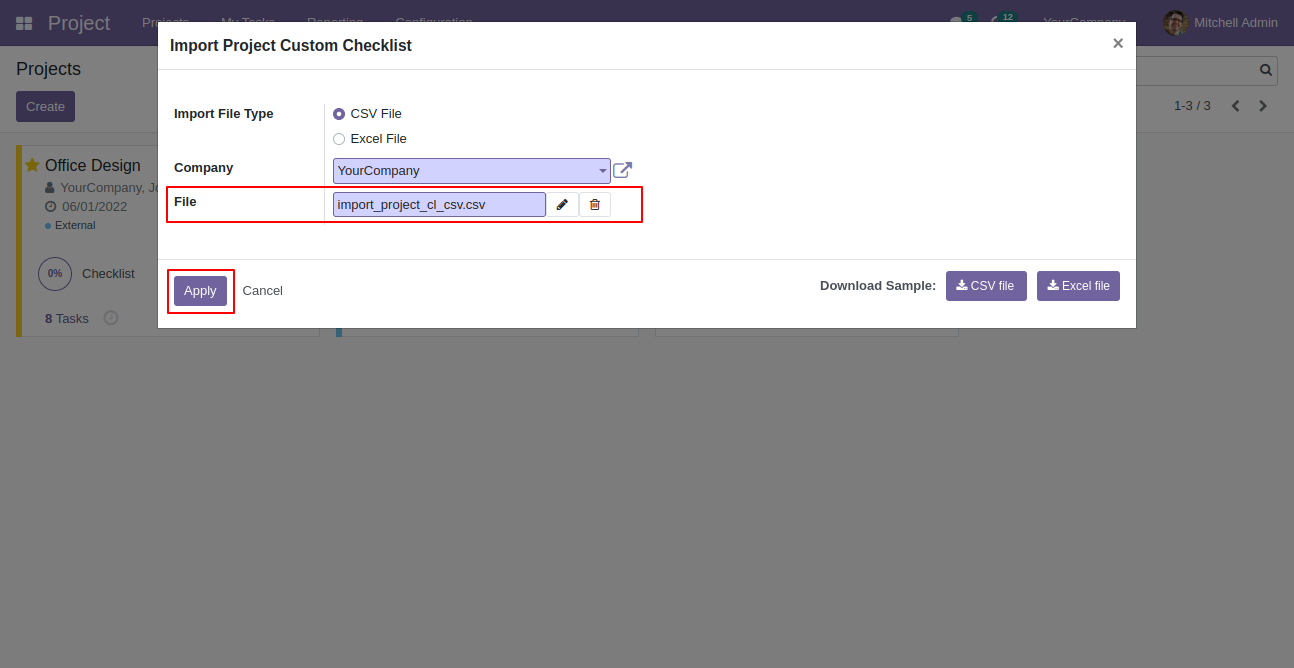 Project Projects My Tasks Reporting Configuration 5 12 YourCompany Mitchell Admin
Import Project Custom Checklist ×
Projects
Create
1-3 / 3
Import File Type
CSV File
Excel File
Company YourCompany
File import_project_cl_csv.csv
Office Design
YourCompany,
06/01/2022
External
0% Checklist
8 Tasks
Apply Cancel Download Sample: CSV file Excel file